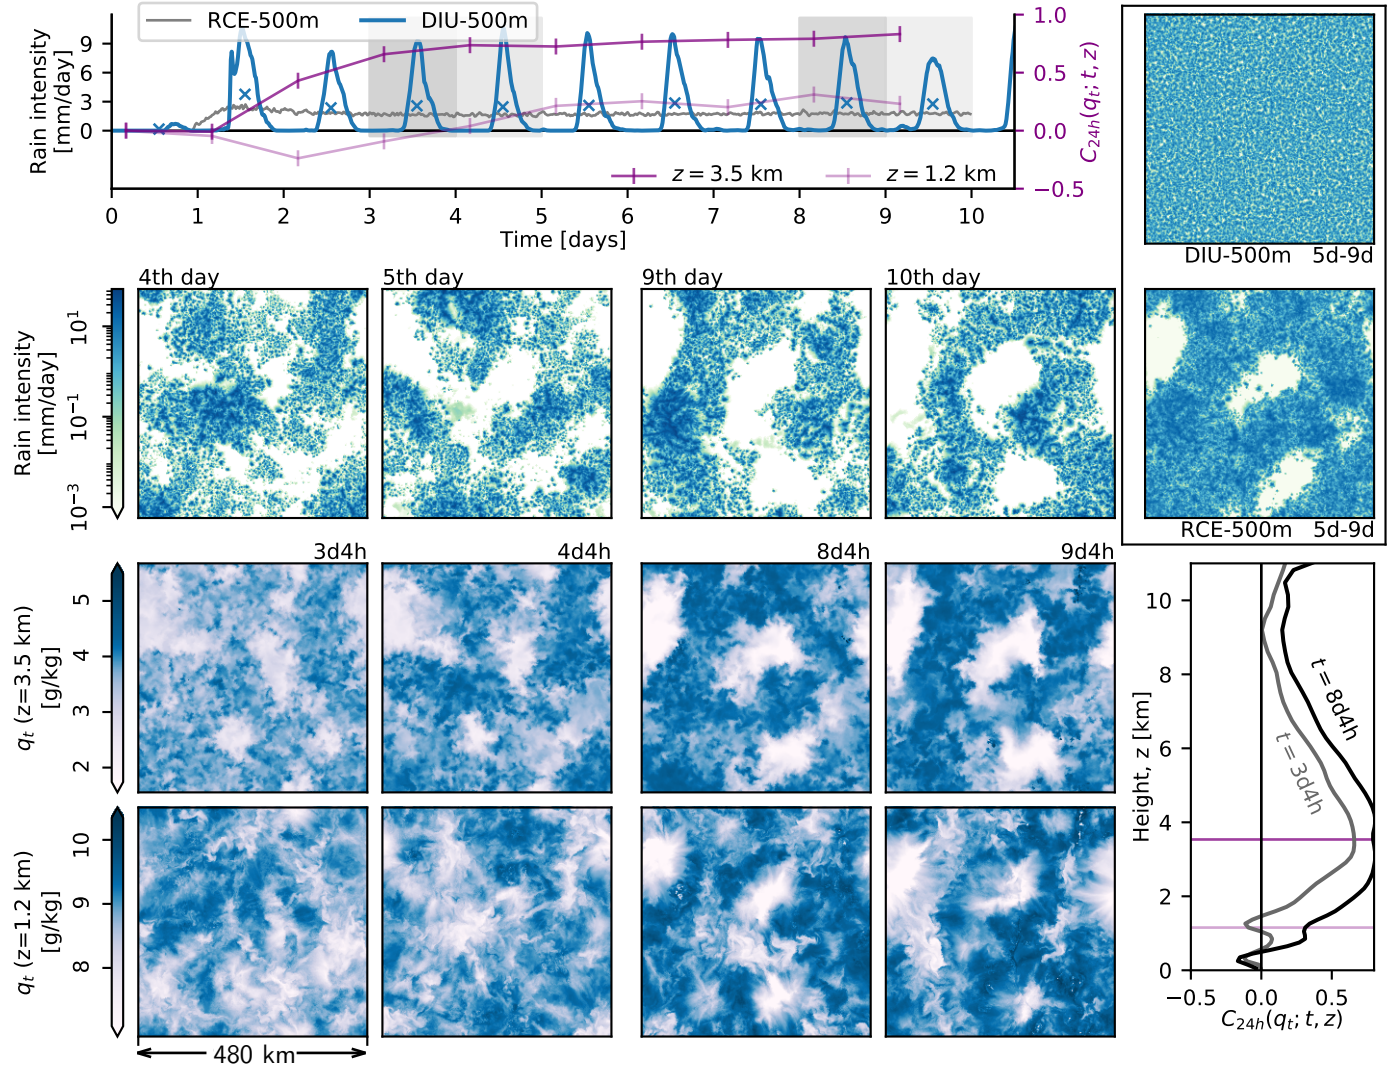 RCE-500m DIU-500m
Rain intensity
[mm/day]
9
6
3
0
1.0
0.5
0.0
−0.5
C24h(qt; t, z)
z = 3.5 km z = 1.2 km
0 1 2 3 4 5 6 7 8 9 10
Time [days]
DIU-500m 5d-9d
RCE-500m 5d-9d
4th day 5th day 9th day 10th day
Rain intensity
[mm/day]
10^1
10^−1
10^−3
3d4h 4d4h 8d4h 9d4h
qt (z=3.5 km)
[g/kg]
5
4
3
2
qt (z=1.2 km)
[g/kg]
10
9
8
480 km
Height, z [km]
10
8
6
4
2
0
t = 8d4h
t = 3d4h
−0.5 0.0 0.5
C24h(qt; t, z)